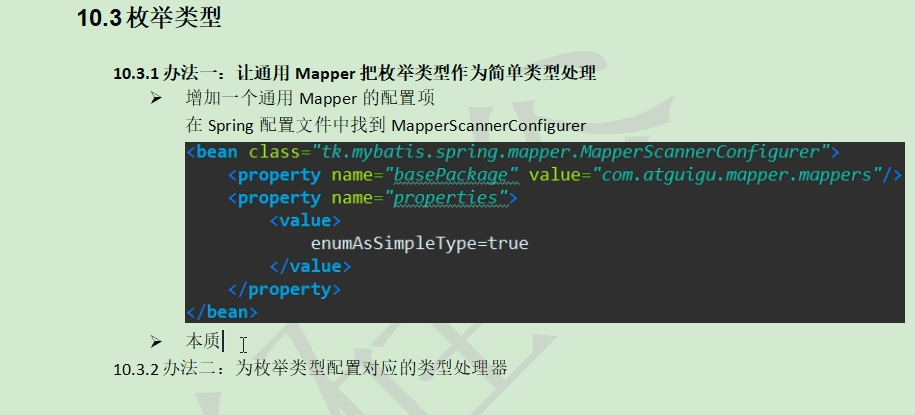 10.3 枚举类型
10.3.1 办法一：让通用 Mapper 把枚举类型作为简单类型处理
➢ 增加一个通用 Mapper 的配置项
在 Spring 配置文件中找到 MapperScannerConfigurer
<bean class="tk.mybatis.spring.mapper.MapperScannerConfigurer">
<property name="basePackage" value="com.atguigu.mapper.mappers"/>
<property name="properties">
<value>
enumAsSimpleType=true
</value>
</property>
</bean>
➢ 本质
10.3.2 办法二：为枚举类型配置对应的类型处理器